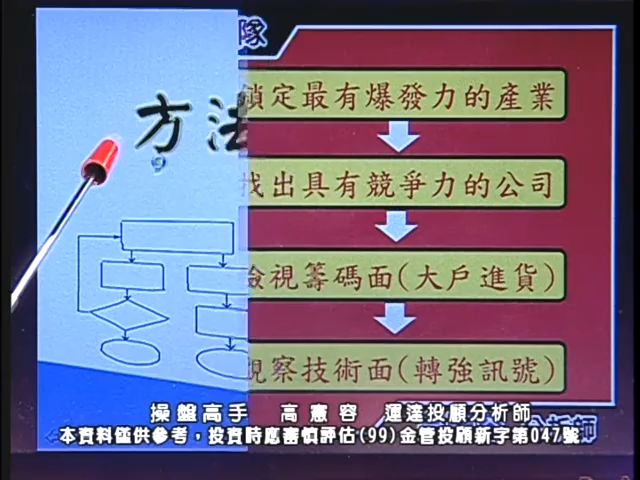 隊
方法
鎖定最有爆發力的產業
找出具有競爭力的公司
檢視籌碼面(大戶進貨)
觀察技術面(轉強訊號)
操盤高手 高憲容 運達投顧分析師
本資料僅供參考，投資時應審慎評估(99)金管投顧新字第047號